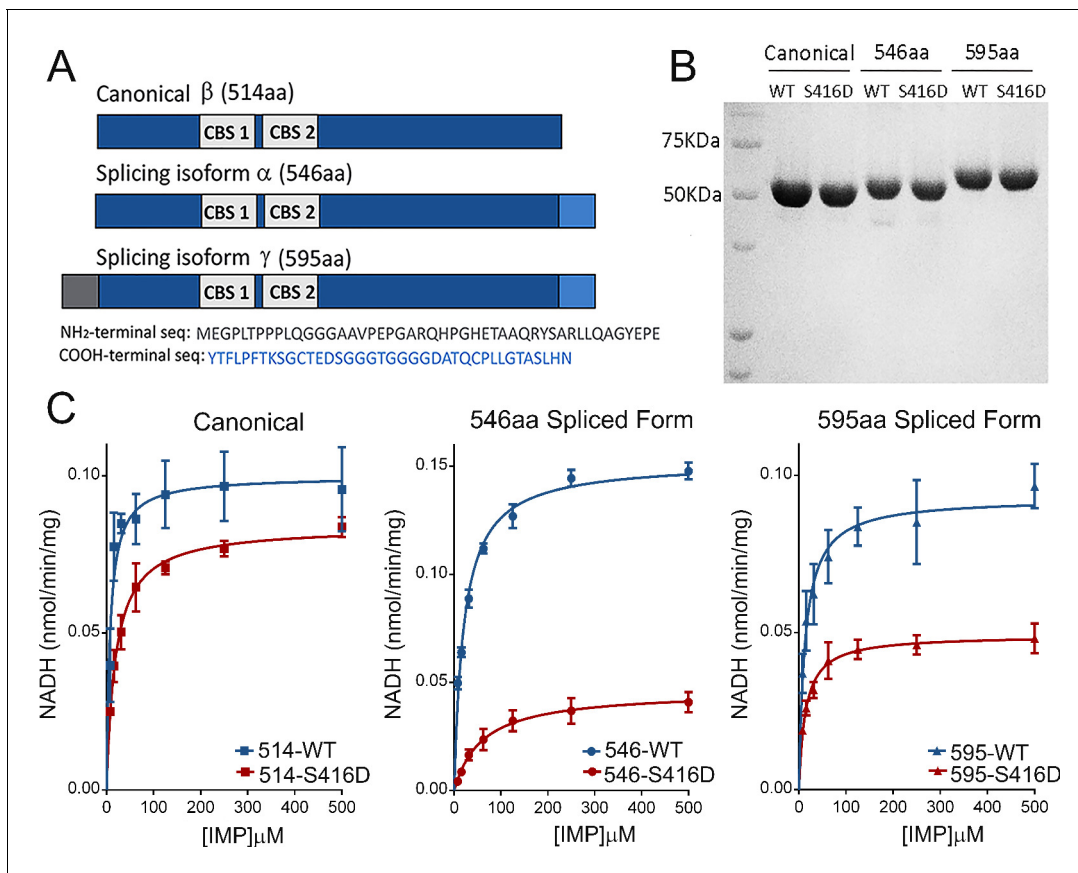 A
Canonical β (514aa)
CBS 1 CBS 2
Splicing isoform α (546aa)
CBS 1 CBS 2
Splicing isoform γ (595aa)
CBS 1 CBS 2
NH₂-terminal seq: MEGPLTPPPLQGGGAAVPEPGARQHPGHETAAQRYSARLLQAGYEPE
COOH-terminal seq: YTFLPFTKSGCTEDSGGGTGGGGDATQCPLLGTASLHN
B
Canonical 546aa 595aa
WT S416D WT S416D WT S416D
75KDa
50KDa
C
Canonical
NADH (nmol/min/mg)
0.10
0.05
0.00
514-WT
514-S416D
0 100 200 300 400 500
[IMP]µM
546aa Spliced Form
NADH (nmol/min/mg)
0.15
0.10
0.05
0.00
546-WT
546-S416D
0 100 200 300 400 500
[IMP]µM
595aa Spliced Form
NADH (nmol/min/mg)
0.10
0.05
0.00
595-WT
595-S416D
0 100 200 300 400 500
[IMP]µM